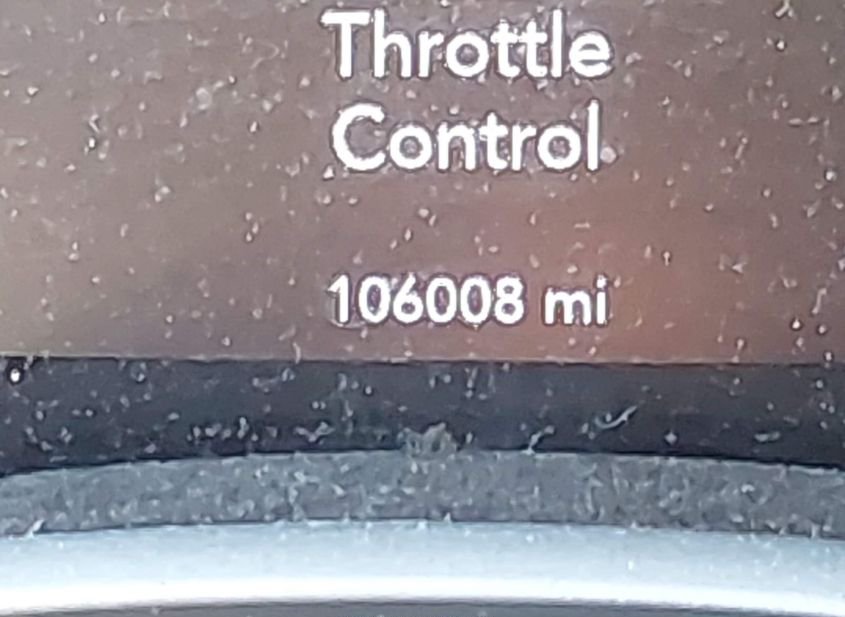 Throttle
Control
106008 mi